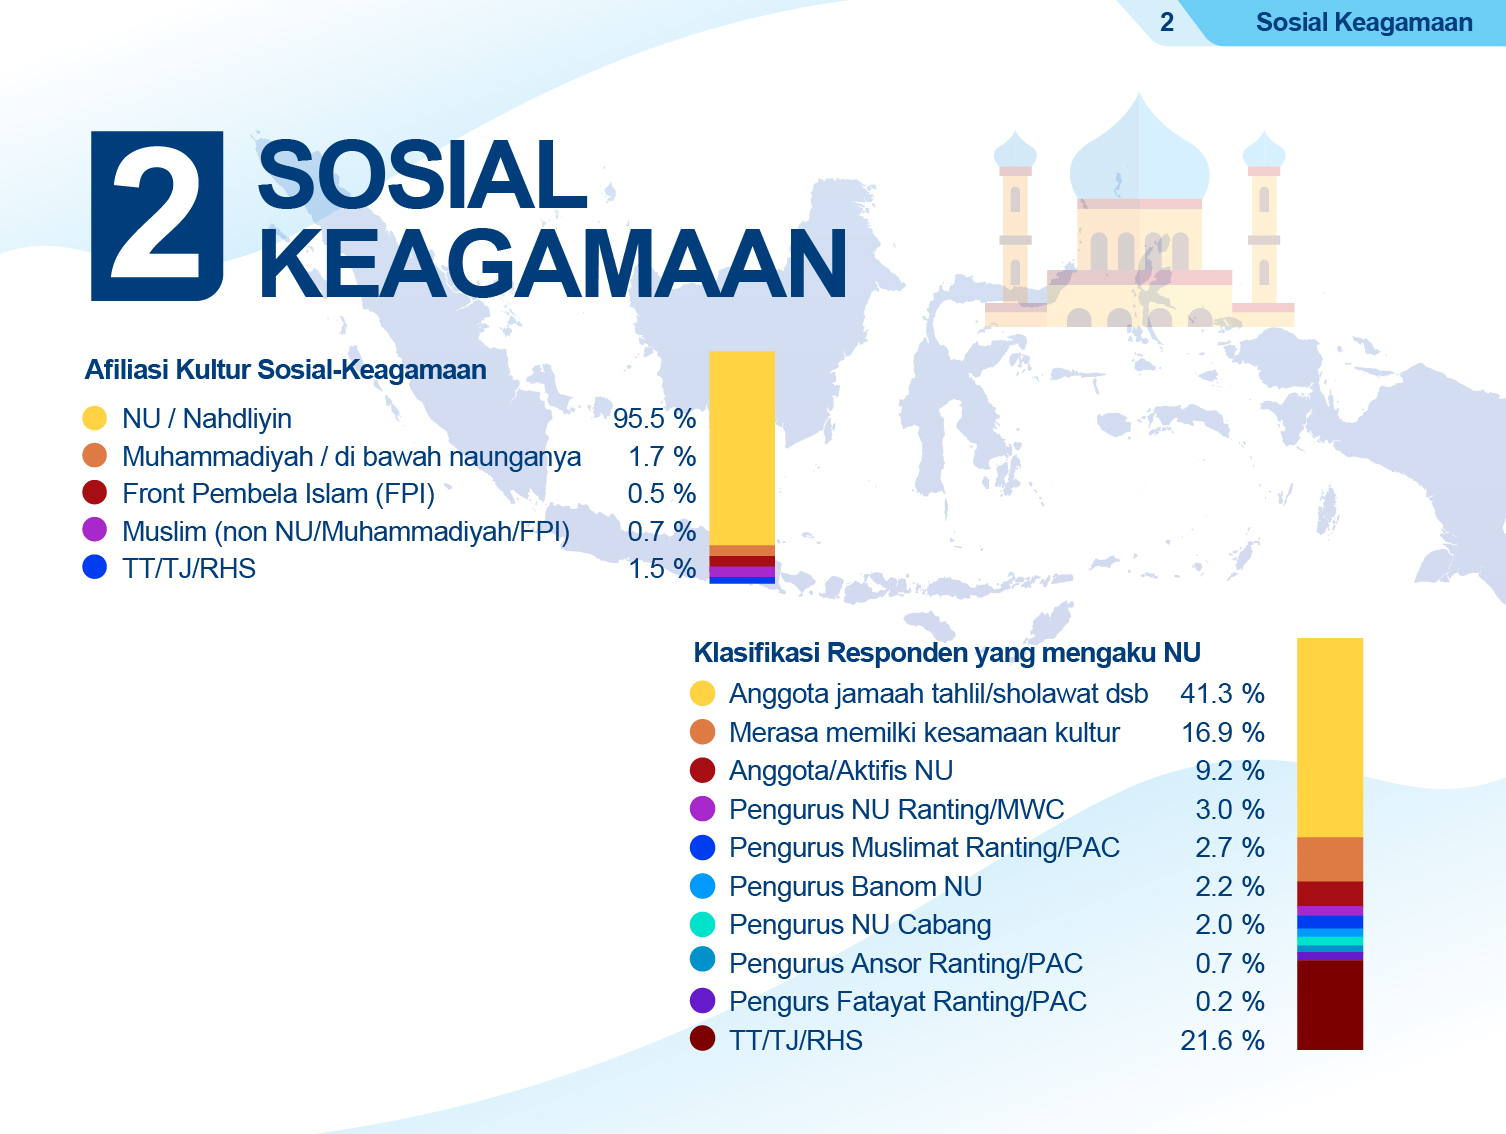 2 Sosial Keagamaan
2 SOSIAL
KEAGAMAAN
Afiliasi Kultur Sosial-Keagamaan
NU / Nahdliyin 95.5 %
Muhammadiyah / di bawah naunganya 1.7 %
Front Pembela Islam (FPI) 0.5 %
Muslim (non NU/Muhammadiyah/FPI) 0.7 %
TT/TJ/RHS 1.5 %
Klasifikasi Responden yang mengaku NU
Anggota jamaah tahlil/sholawat dsb 41.3 %
Merasa memilki kesamaan kultur 16.9 %
Anggota/Aktifis NU 9.2 %
Pengurus NU Ranting/MWC 3.0 %
Pengurus Muslimat Ranting/PAC 2.7 %
Pengurus Banom NU 2.2 %
Pengurus NU Cabang 2.0 %
Pengurus Ansor Ranting/PAC 0.7 %
Pengurs Fatayat Ranting/PAC 0.2 %
TT/TJ/RHS 21.6 %